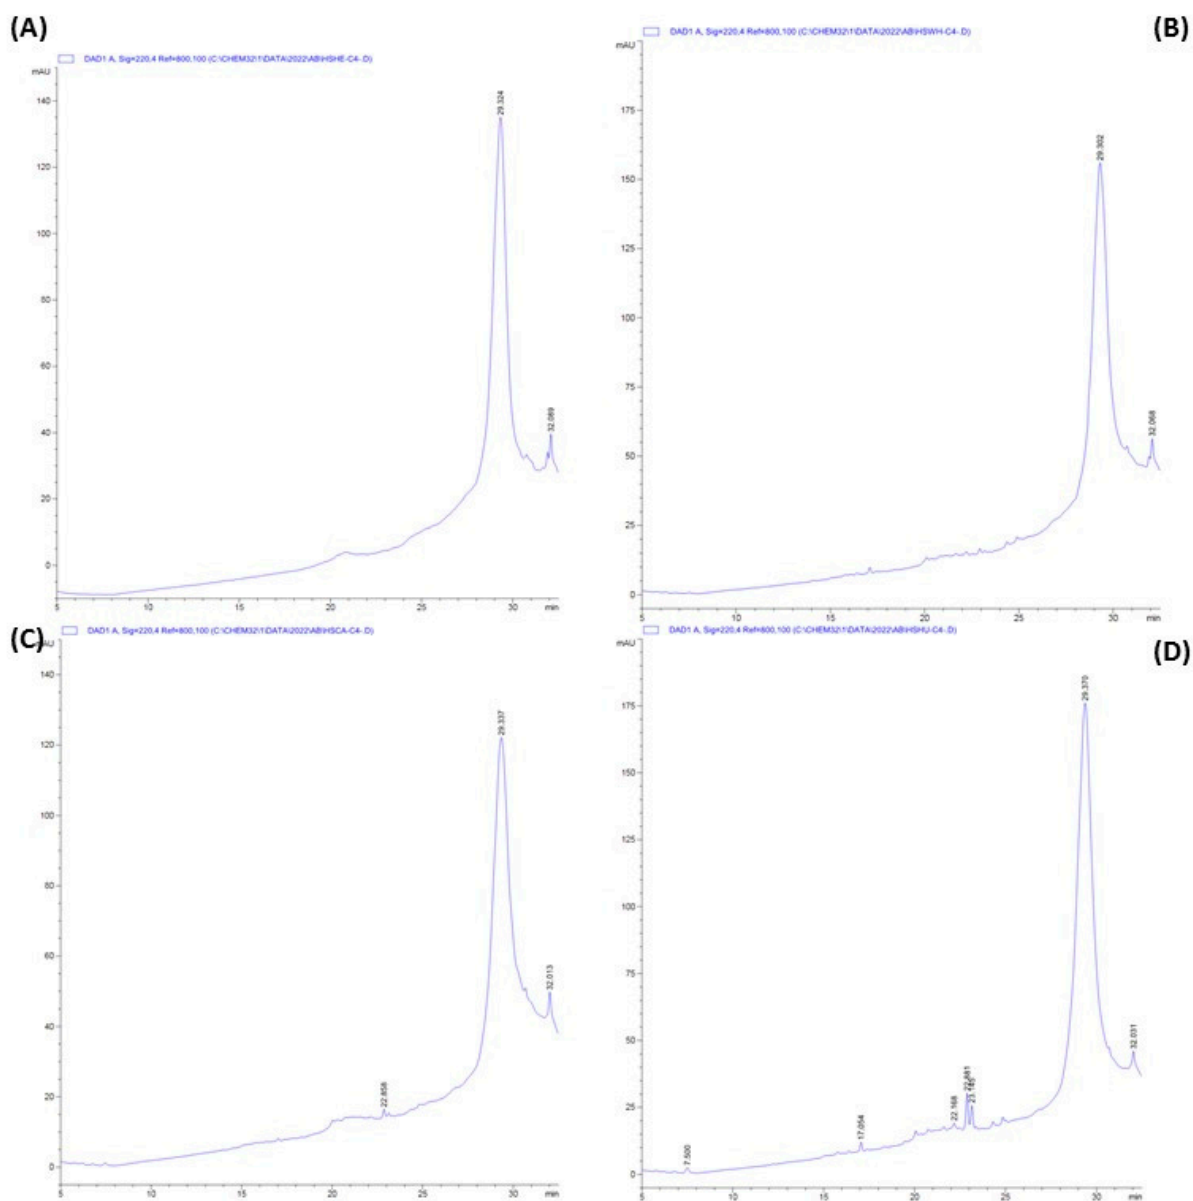 (A)
DAD1 A, Sig=220,4 Ref=800,100 (C:\CHEM32\1\DATA\2022\AB\HSHE-C4-.D)
mAU
140
120
100
80
60
40
20
0
29.324
32.089
5 10 15 20 25 30 min
(B)
DAD1 A, Sig=220,4 Ref=800,100 (C:\CHEM32\1\DATA\2022\AB\HSWH-C4-.D)
mAU
175
150
125
100
75
50
25
0
29.302
32.068
5 10 15 20 25 30 min
(C)
DAD1 A, Sig=220,4 Ref=800,100 (C:\CHEM32\1\DATA\2022\AB\HSCA-C4-.D)
140
120
100
80
60
40
20
0
22.858
29.337
32.013
5 10 15 20 25 30 min
(D)
DAD1 A, Sig=220,4 Ref=800,100 (C:\CHEM32\1\DATA\2022\AB\HSHU-C4-.D)
mAU
175
150
125
100
75
50
25
0
7.500
17.054
22.168
29.370
32.031
5 10 15 20 25 30 min